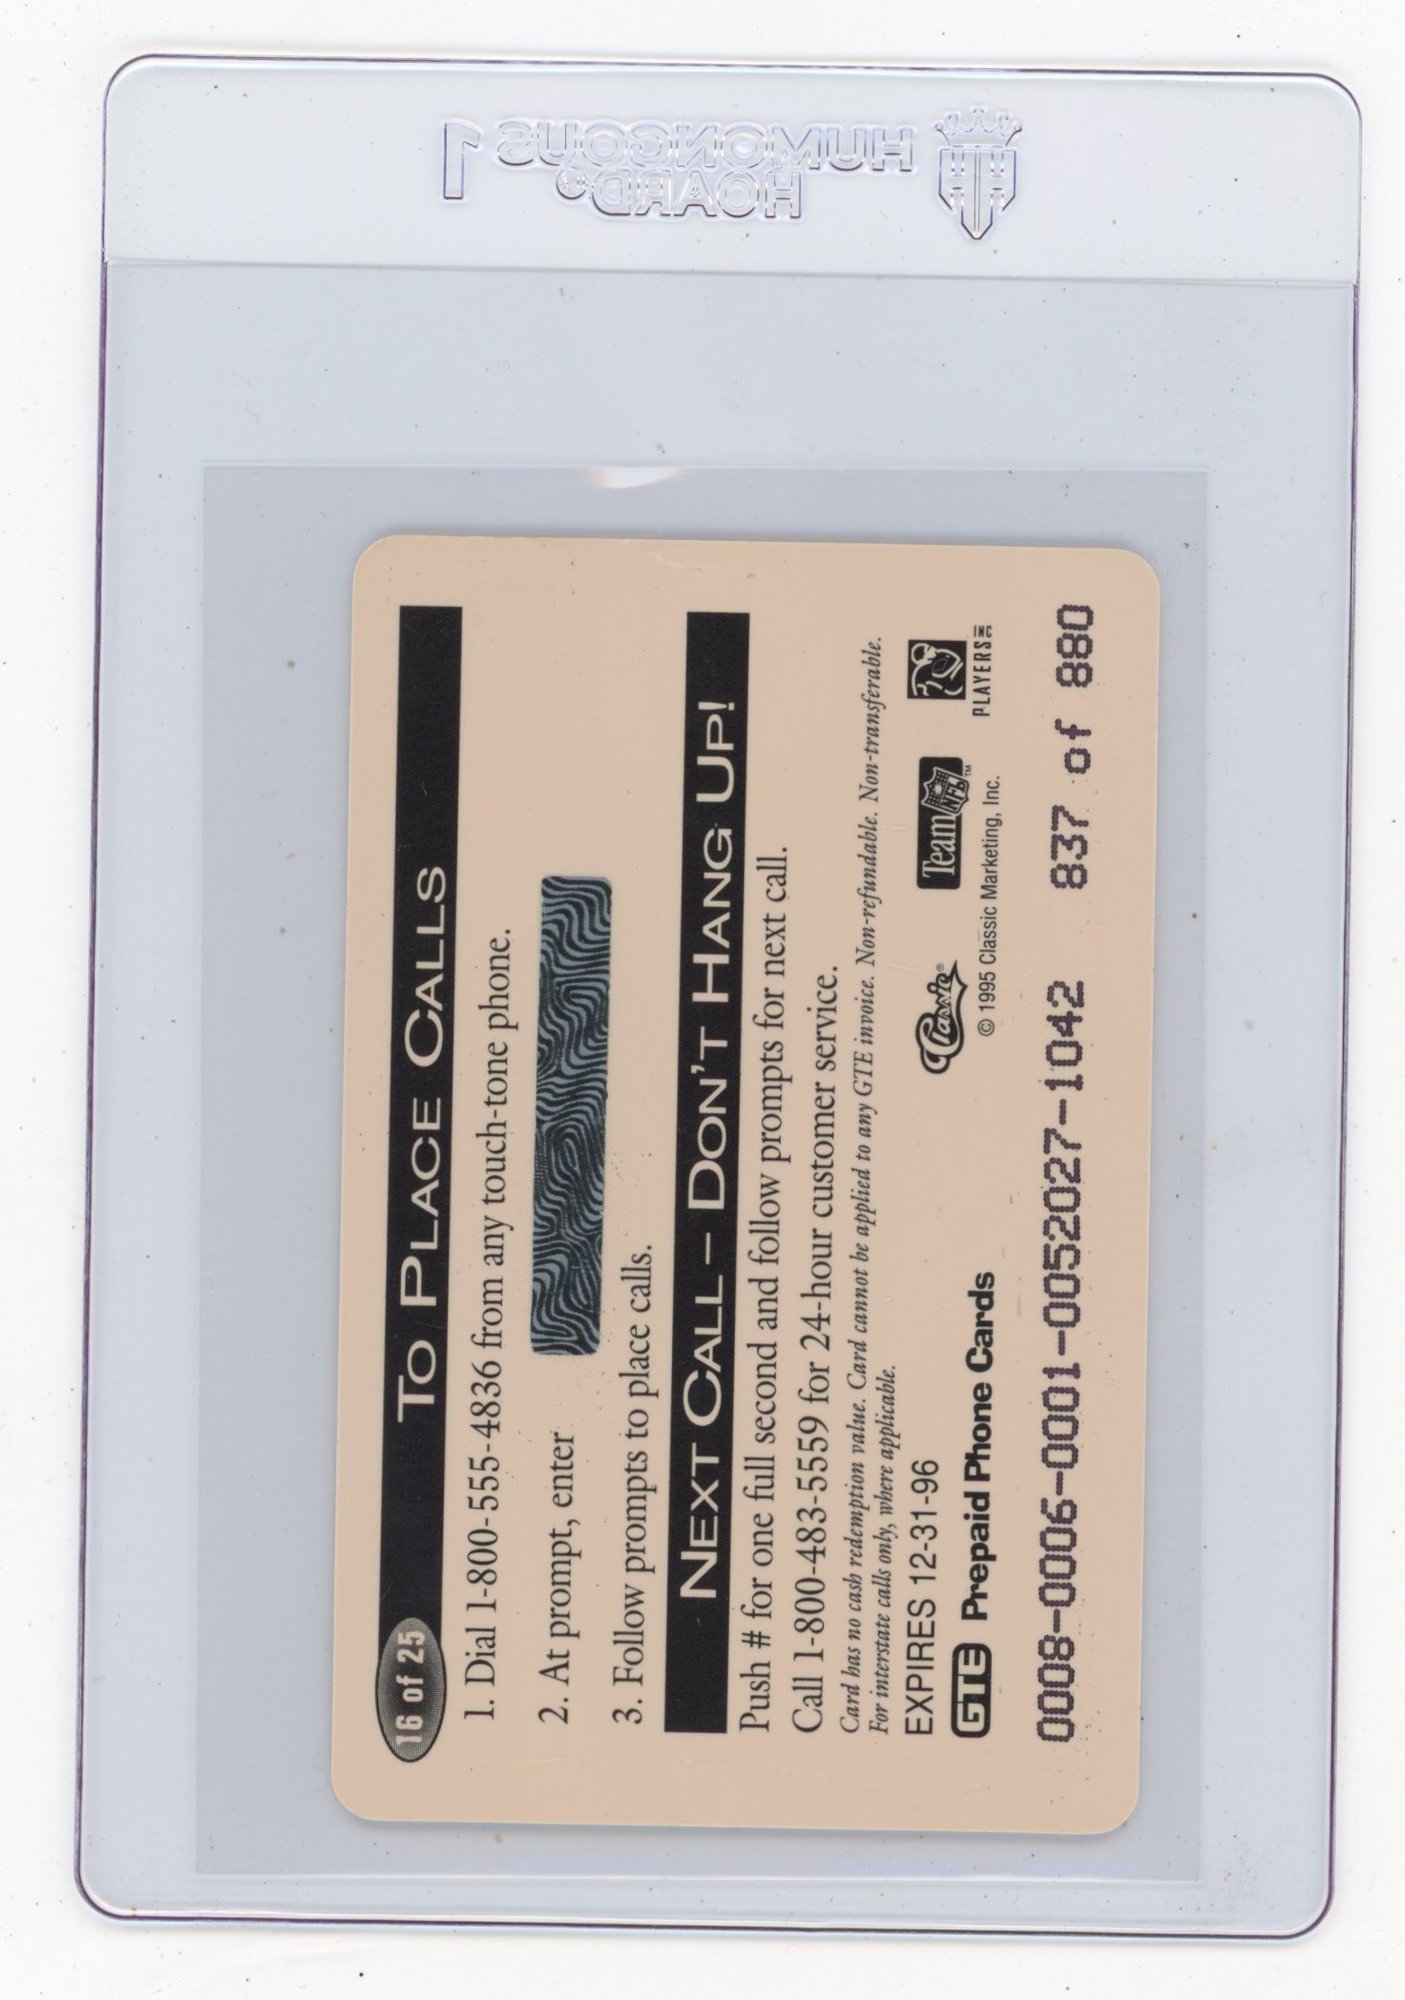 HUMONGOUS 1
HOARD®
16 of 25
TO PLACE CALLS
1. Dial 1-800-555-4836 from any touch-tone phone.
2. At prompt, enter
3. Follow prompts to place calls.
NEXT CALL – DON'T HANG UP!
Push # for one full second and follow prompts for next call.
Call 1-800-483-5559 for 24-hour customer service.
Card has no cash redemption value. Card cannot be applied to any GTE invoice. Non-refundable. Non-transferable.
For interstate calls only, where applicable.
EXPIRES 12-31-96
GTE Prepaid Phone Cards
Classic®
Team NFL™
PLAYERS INC
© 1995 Classic Marketing, Inc.
0008-0006-0001-005027-1042 837 of 880